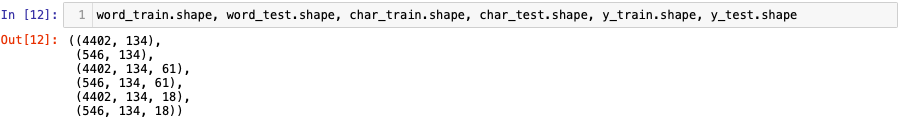 In [12]: 1 word_train.shape, word_test.shape, char_train.shape, char_test.shape, y_train.shape, y_test.shape
Out[12]: ((4402, 134),
(546, 134),
(4402, 134, 61),
(546, 134, 61),
(4402, 134, 18),
(546, 134, 18))